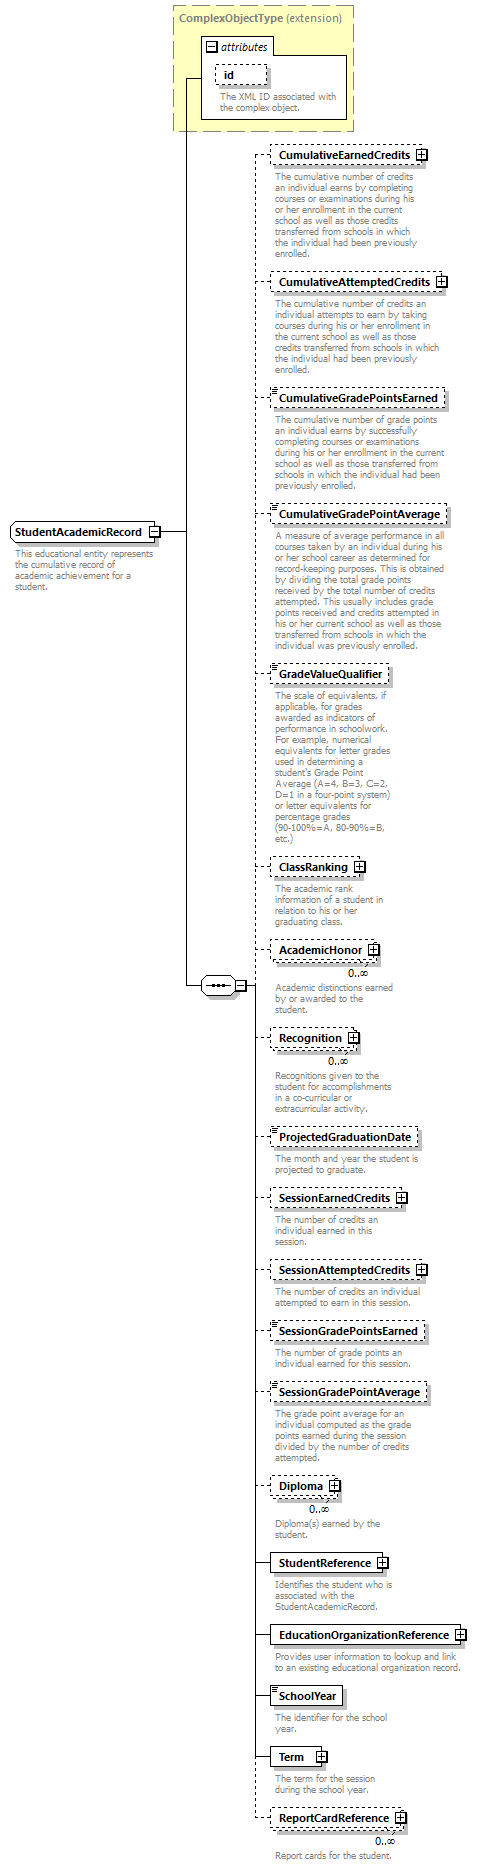 ComplexObjectType (extension)
attributes
id
The XML ID associated with
the complex object.
CumulativeEarnedCredits
The cumulative number of credits
an individual earns by completing
courses or examinations during his
or her enrollment in the current
school as well as those credits
transferred from schools in which
the individual had been previously
enrolled.
CumulativeAttemptedCredits
The cumulative number of credits an
individual attempts to earn by taking
courses during his or her enrollment in
the current school as well as those
credits transferred from schools in which
the individual had been previously
enrolled.
CumulativeGradePointsEarned
The cumulative number of grade points
an individual earns by successfully
completing courses or examinations
during his or her enrollment in the current
school as well as those transferred from
schools in which the individual had been
previously enrolled.
CumulativeGradePointAverage
A measure of average performance in all
courses taken by an individual during his
or her school career as determined for
record-keeping purposes. This is obtained
by dividing the total grade points
received by the total number of credits
attempted. This usually includes grade
points received and credits attempted in
his or her current school as well as those
transferred from schools in which the
individual was previously enrolled.
StudentAcademicRecord
This educational entity represents
the cumulative record of
academic achievement for a
student.
GradeValueQualifier
The scale of equivalents, if
applicable, for grades
awarded as indicators of
performance in schoolwork.
For example, numerical
equivalents for letter grades
used in determining a
student's Grade Point
Average (A=4, B=3, C=2,
D=1 in a four-point system)
or letter equivalents for
percentage grades
(90-100%=A, 80-90%=B,
etc.)
ClassRanking
The academic rank
information of a student in
relation to his or her
graduating class.
AcademicHonor
0..∞
Academic distinctions earned
by or awarded to the
student.
Recognition
0..∞
Recognitions given to the
student for accomplishments
in a co-curricular or
extracurricular activity.
ProjectedGraduationDate
The month and year the student is
projected to graduate.
SessionEarnedCredits
The number of credits an
individual earned in this
session.
SessionAttemptedCredits
The number of credits an individual
attempted to earn in this session.
SessionGradePointsEarned
The number of grade points an
individual earned for this session.
SessionGradePointAverage
The grade point average for an
individual computed as the grade
points earned during the session
divided by the number of credits
attempted.
Diploma
0..∞
Diploma(s) earned by the
student.
StudentReference
Identifies the student who is
associated with the
StudentAcademicRecord.
EducationOrganizationReference
Provides user information to lookup and link
to an existing educational organization record.
SchoolYear
The identifier for the school
year.
Term
The term for the session
during the school year.
ReportCardReference
0..∞
Report cards for the student.